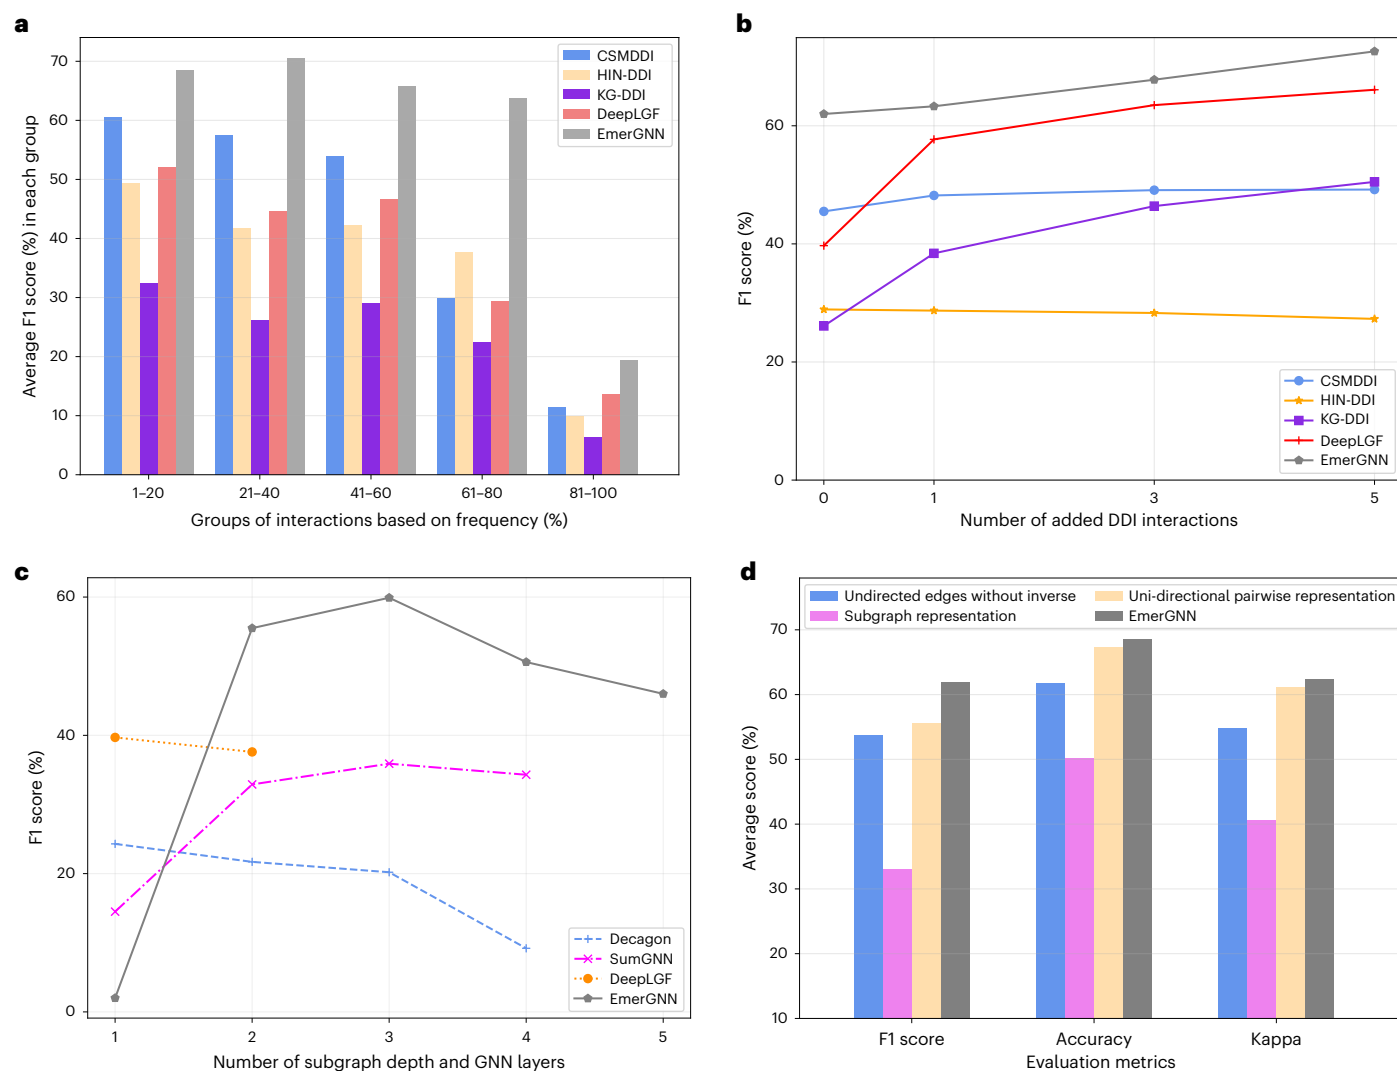 a
Average F1 score (%) in each group
70
60
50
40
30
20
10
0
CSMDDI
HIN-DDI
KG-DDI
DeepLGF
EmerGNN
1–20
21–40
41–60
61–80
81–100
Groups of interactions based on frequency (%)
b
F1 score (%)
60
40
20
0
CSMDDI
HIN-DDI
KG-DDI
DeepLGF
EmerGNN
0
1
3
5
Number of added DDI interactions
c
F1 score (%)
60
40
20
0
Decagon
SumGNN
DeepLGF
EmerGNN
1
2
3
4
5
Number of subgraph depth and GNN layers
d
Average score (%)
Undirected edges without inverse
Subgraph representation
Uni-directional pairwise representation
EmerGNN
70
60
50
40
30
20
10
F1 score
Accuracy
Kappa
Evaluation metrics